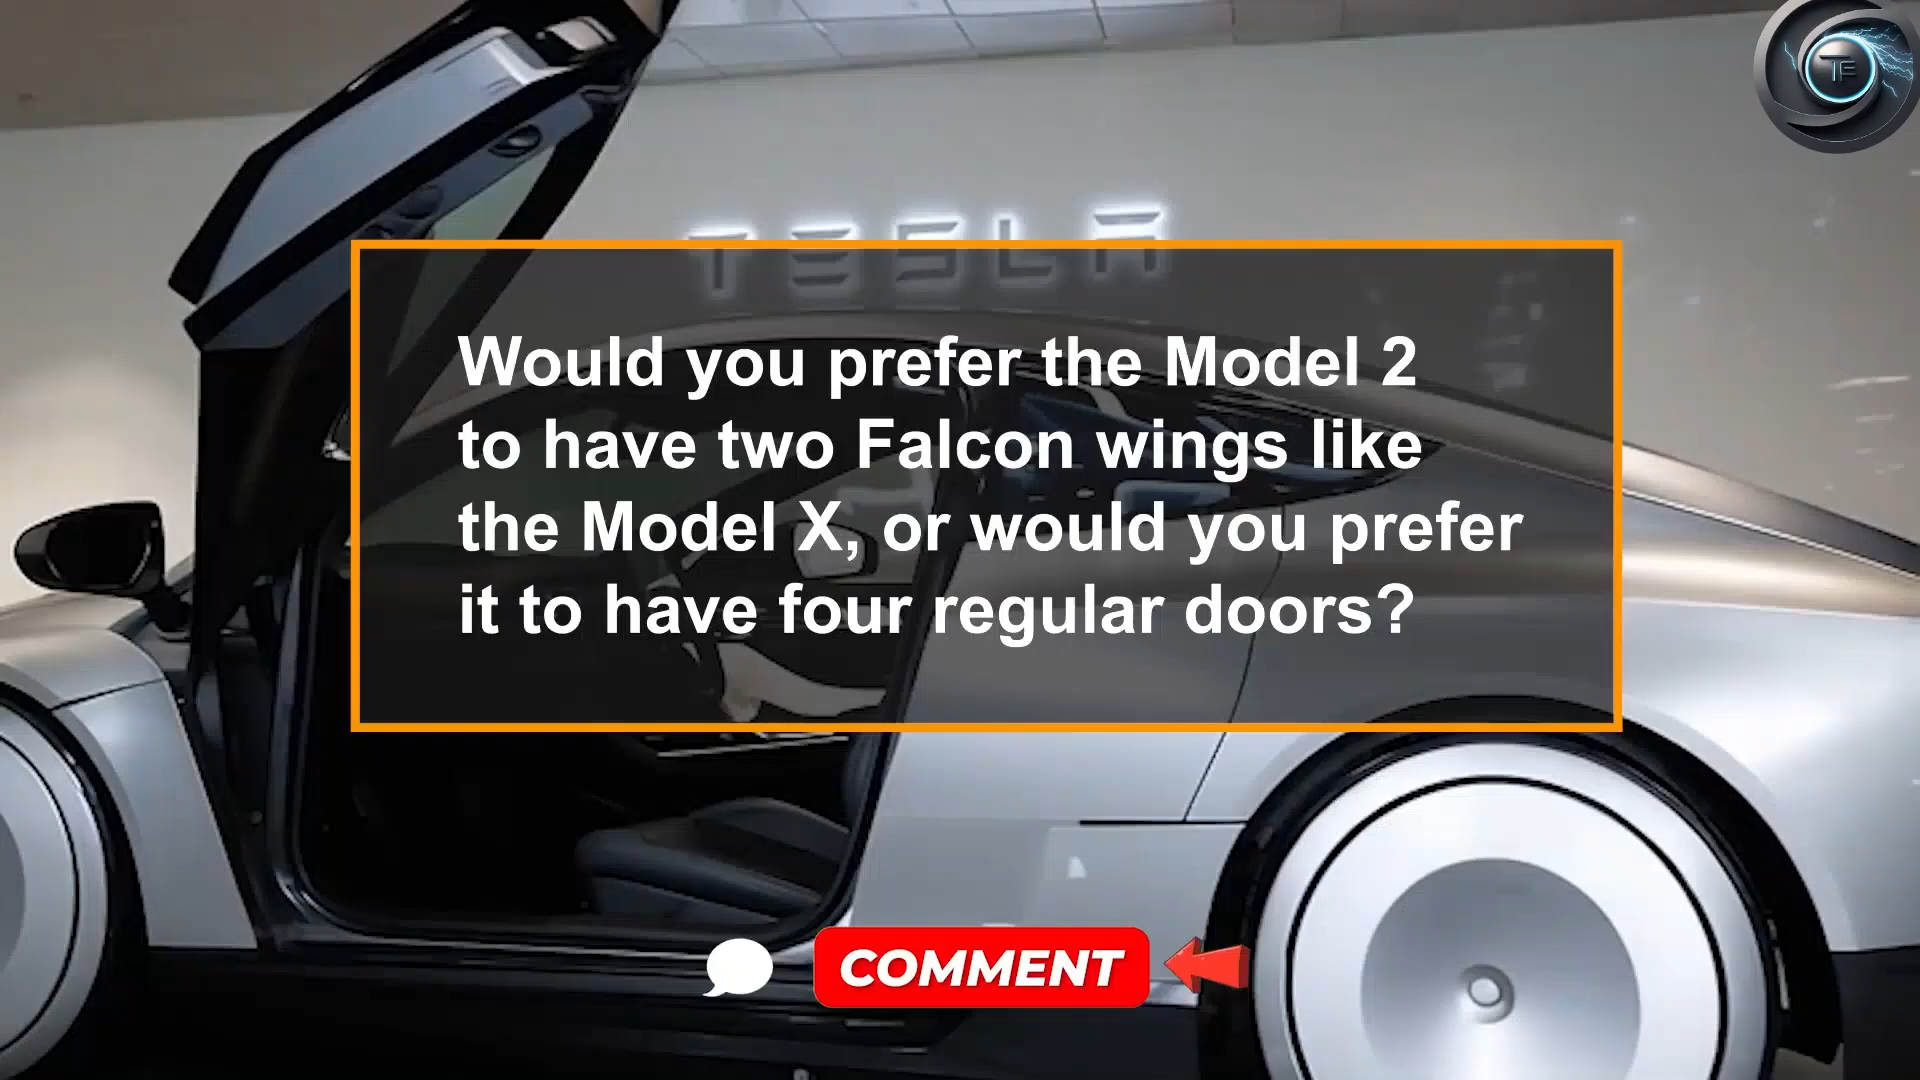 TF
TESLA
Would you prefer the Model 2
to have two Falcon wings like
the Model X, or would you prefer
it to have four regular doors?
COMMENT